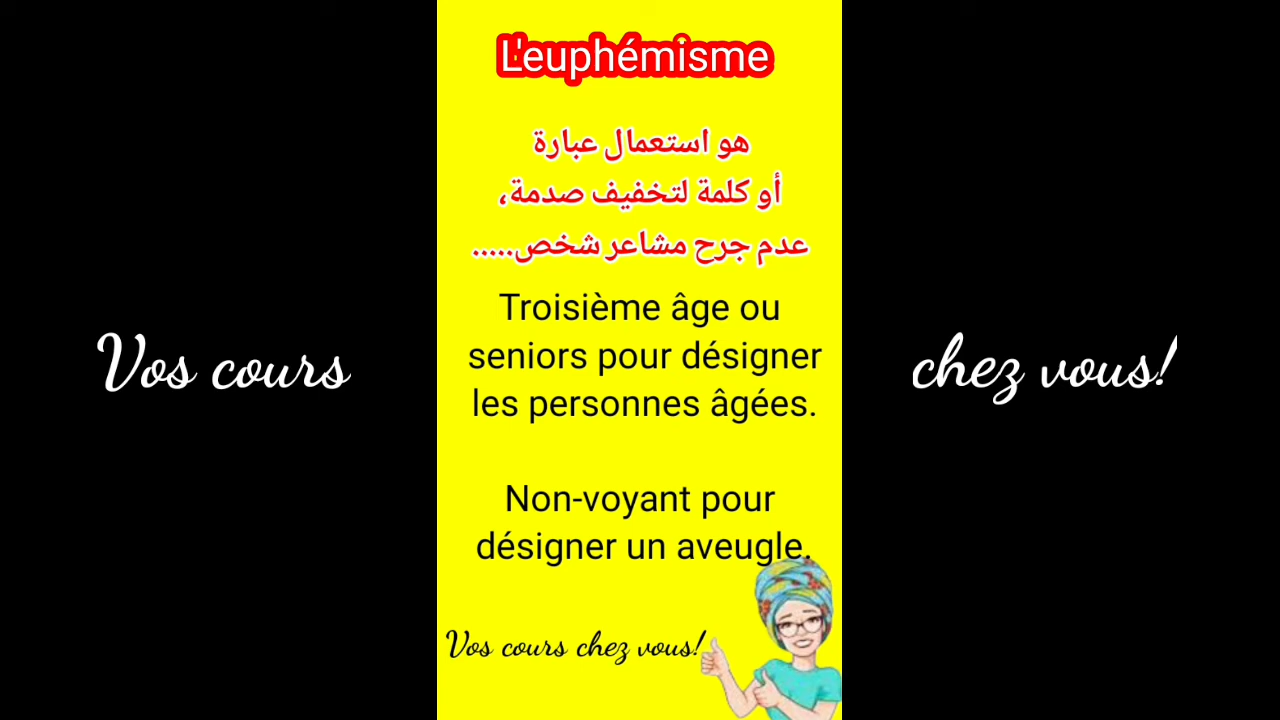 L'euphémisme
هو استعمال عبارة
أو كلمة لتخفيف صدمة،
عدم جرح مشاعر شخص.....
Troisième âge ou
seniors pour désigner
les personnes âgées.
Vos cours
chez vous!
Non-voyant pour
désigner un aveugle.
Vos cours chez vous!